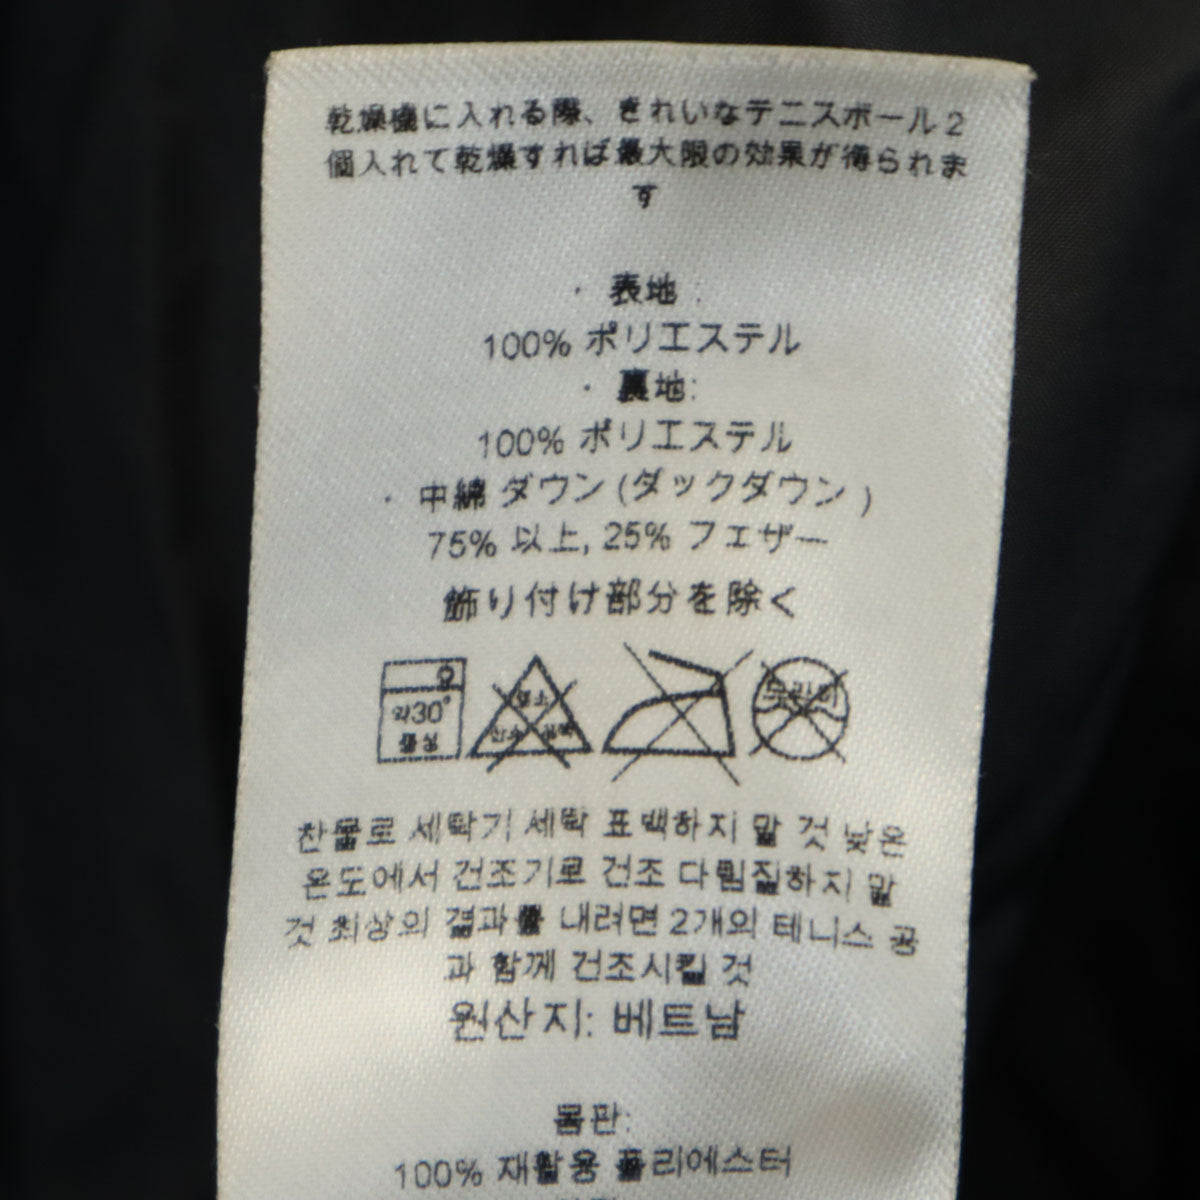 乾燥機に入れる際、きれいなテニスボール2
個入れて乾燥すれば最大限の効果が得られま
す
・表地:
100% ポリエステル
・裏地:
100% ポリエステル
・中綿 ダウン (ダックダウン )
75% 以上, 25% フェザー
飾り付け部分を除く
약30°
중성
드라이
찬물로 세탁기 세탁 표백하지 말 것 낮은
온도에서 건조기로 건조 다림질하지 말
것 최상의 결과를 내려면 2개의 테니스 공
과 함께 건조시킬 것
원산지: 베트남
몸판:
100% 재활용 폴리에스터